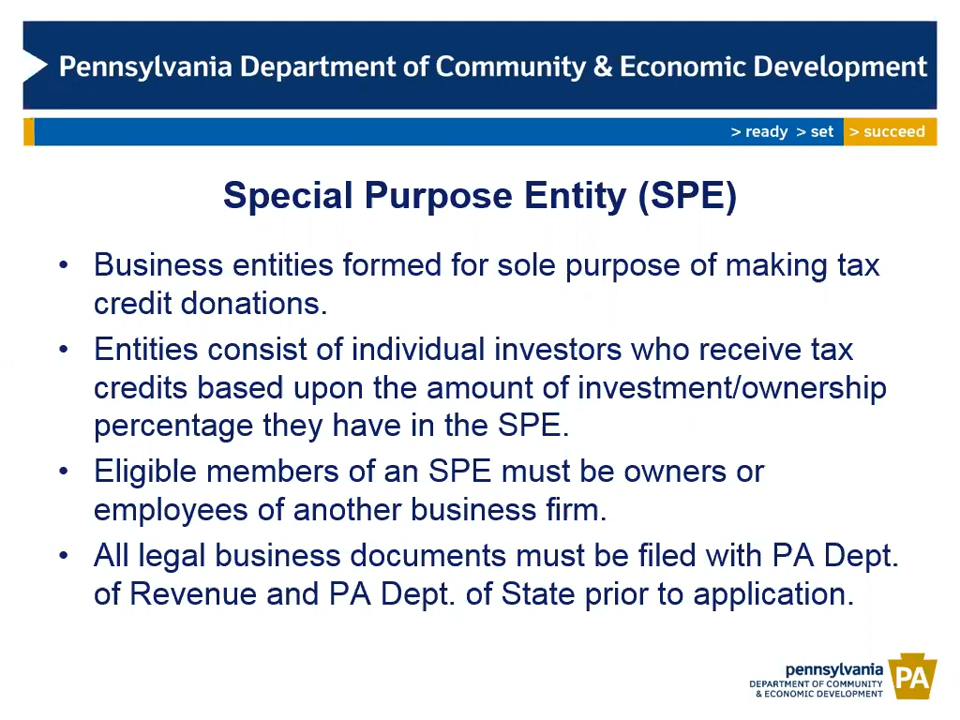 Pennsylvania Department of Community & Economic Development
> ready > set > succeed
Special Purpose Entity (SPE)
• Business entities formed for sole purpose of making tax
credit donations.
• Entities consist of individual investors who receive tax
credits based upon the amount of investment/ownership
percentage they have in the SPE.
• Eligible members of an SPE must be owners or
employees of another business firm.
• All legal business documents must be filed with PA Dept.
of Revenue and PA Dept. of State prior to application.
pennsylvania
DEPARTMENT OF COMMUNITY
& ECONOMIC DEVELOPMENT
PA